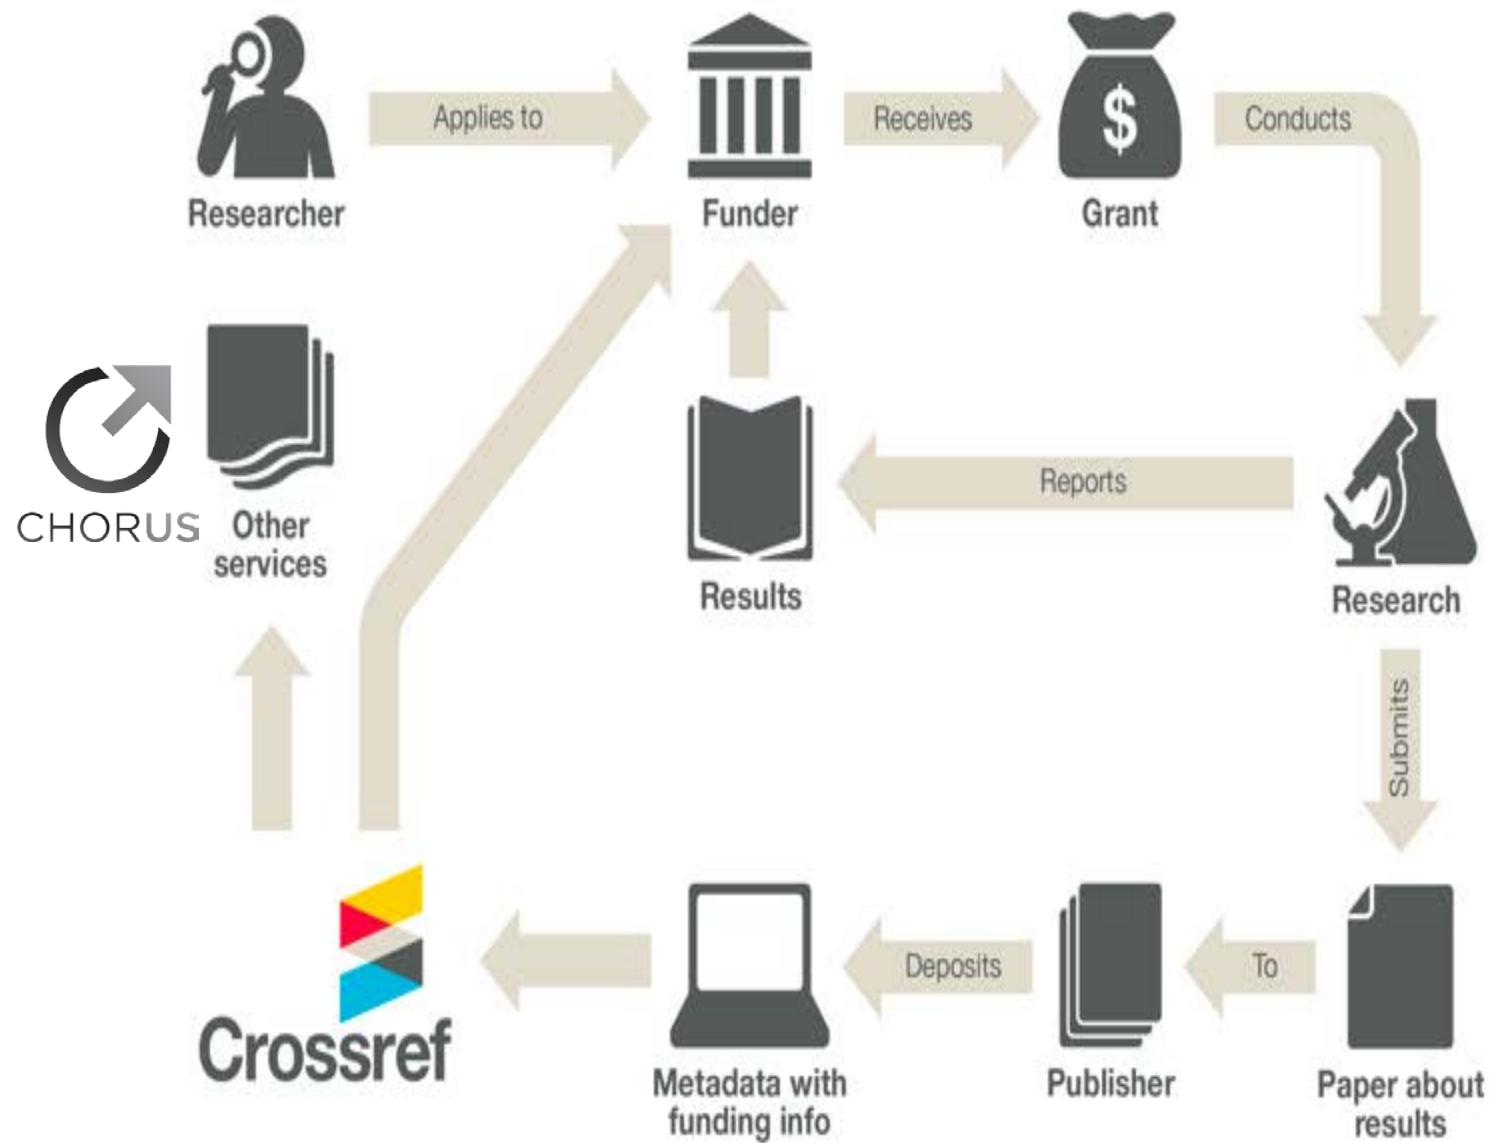 Applies to
Receives
$
Conducts
Researcher
Funder
Grant
CHORUS
Other
services
Reports
Results
Research
Submits
Crossref
Deposits
To
Metadata with
funding info
Publisher
Paper about
results